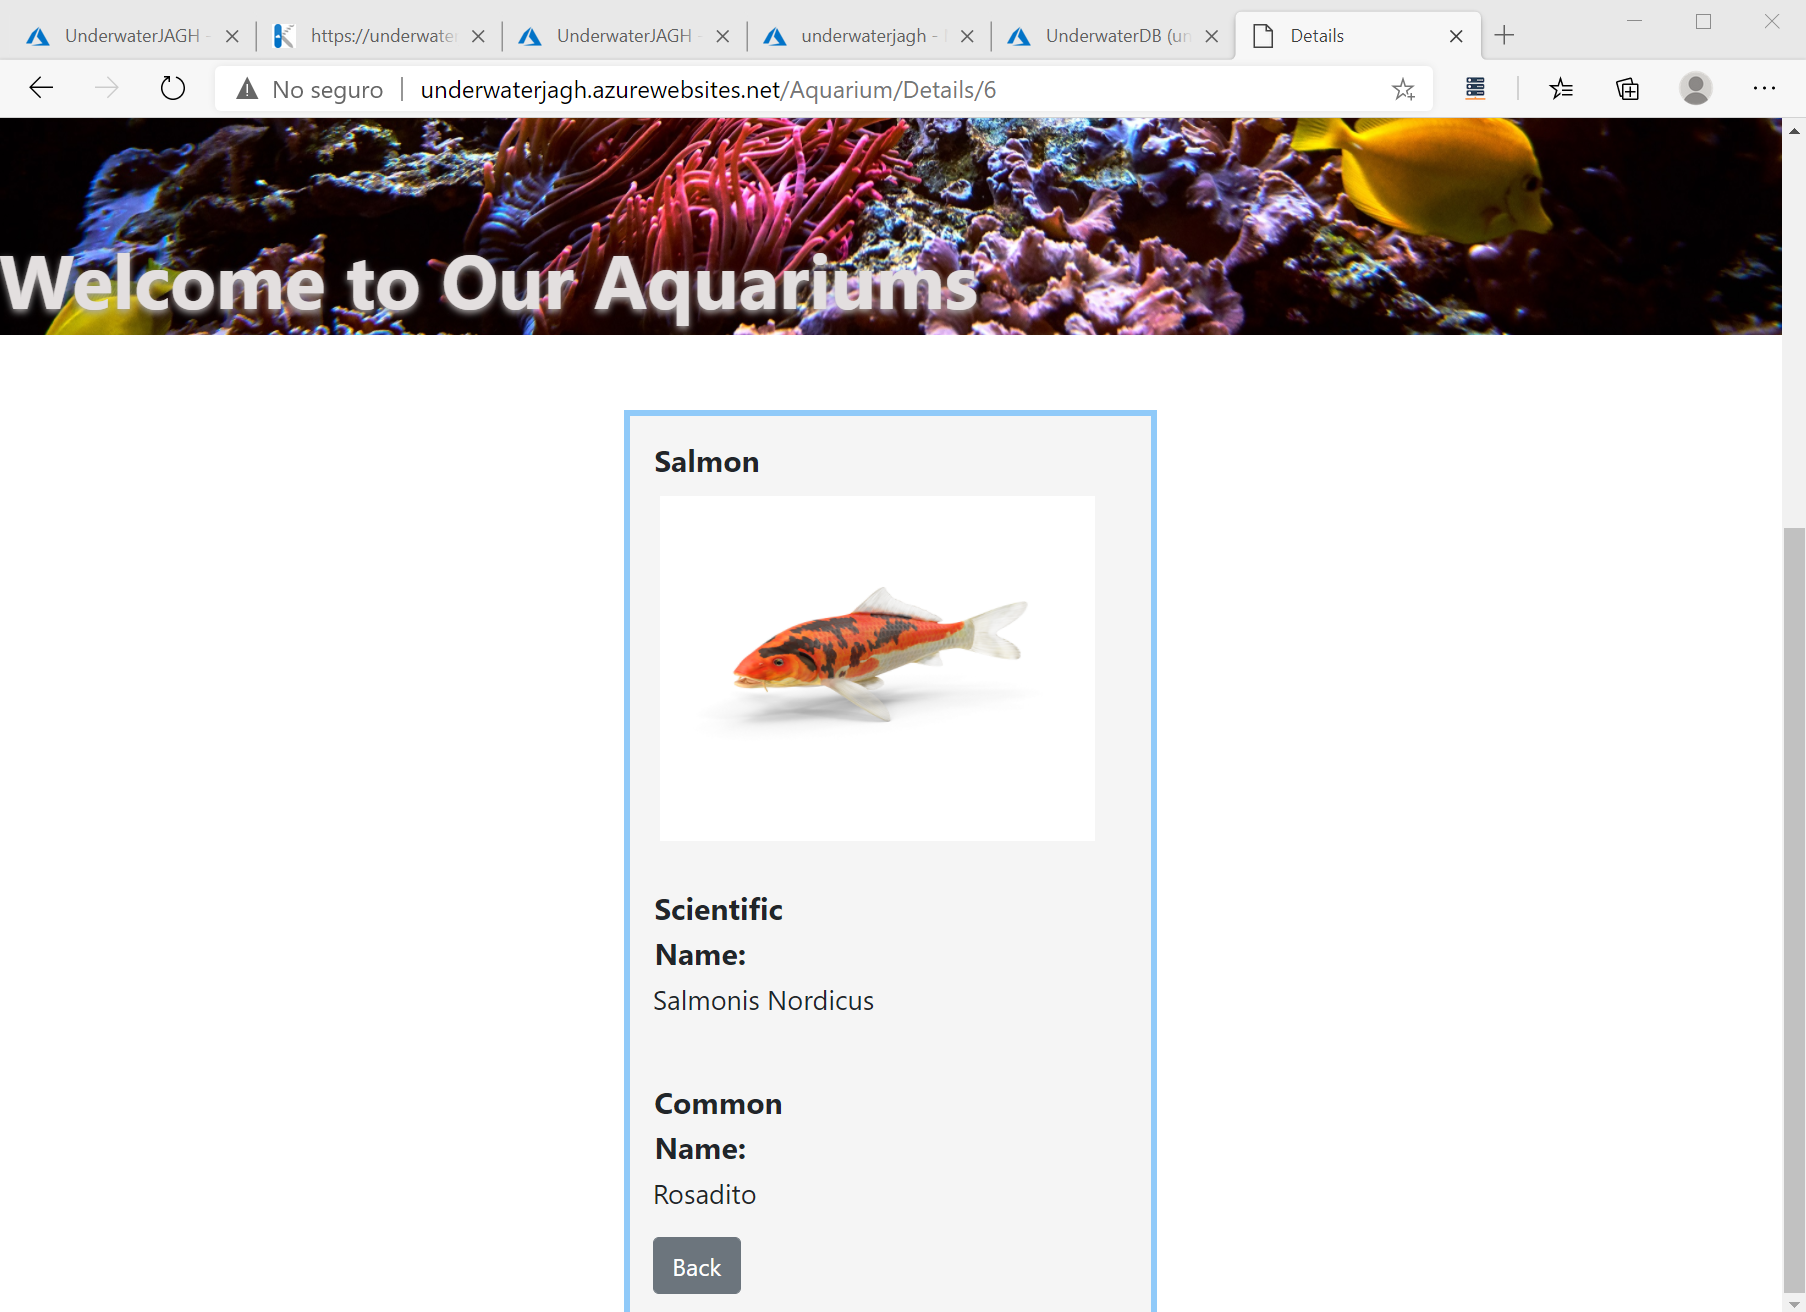 UnderwaterJAGH -
https://underwate
UnderwaterJAGH -
underwaterjagh -
UnderwaterDB (un
Details
No seguro
underwaterjagh.azurewebsites.net/Aquarium/Details/6
Welcome to Our Aquariums
Salmon
Scientific
Name:
Salmonis Nordicus
Common
Name:
Rosadito
Back